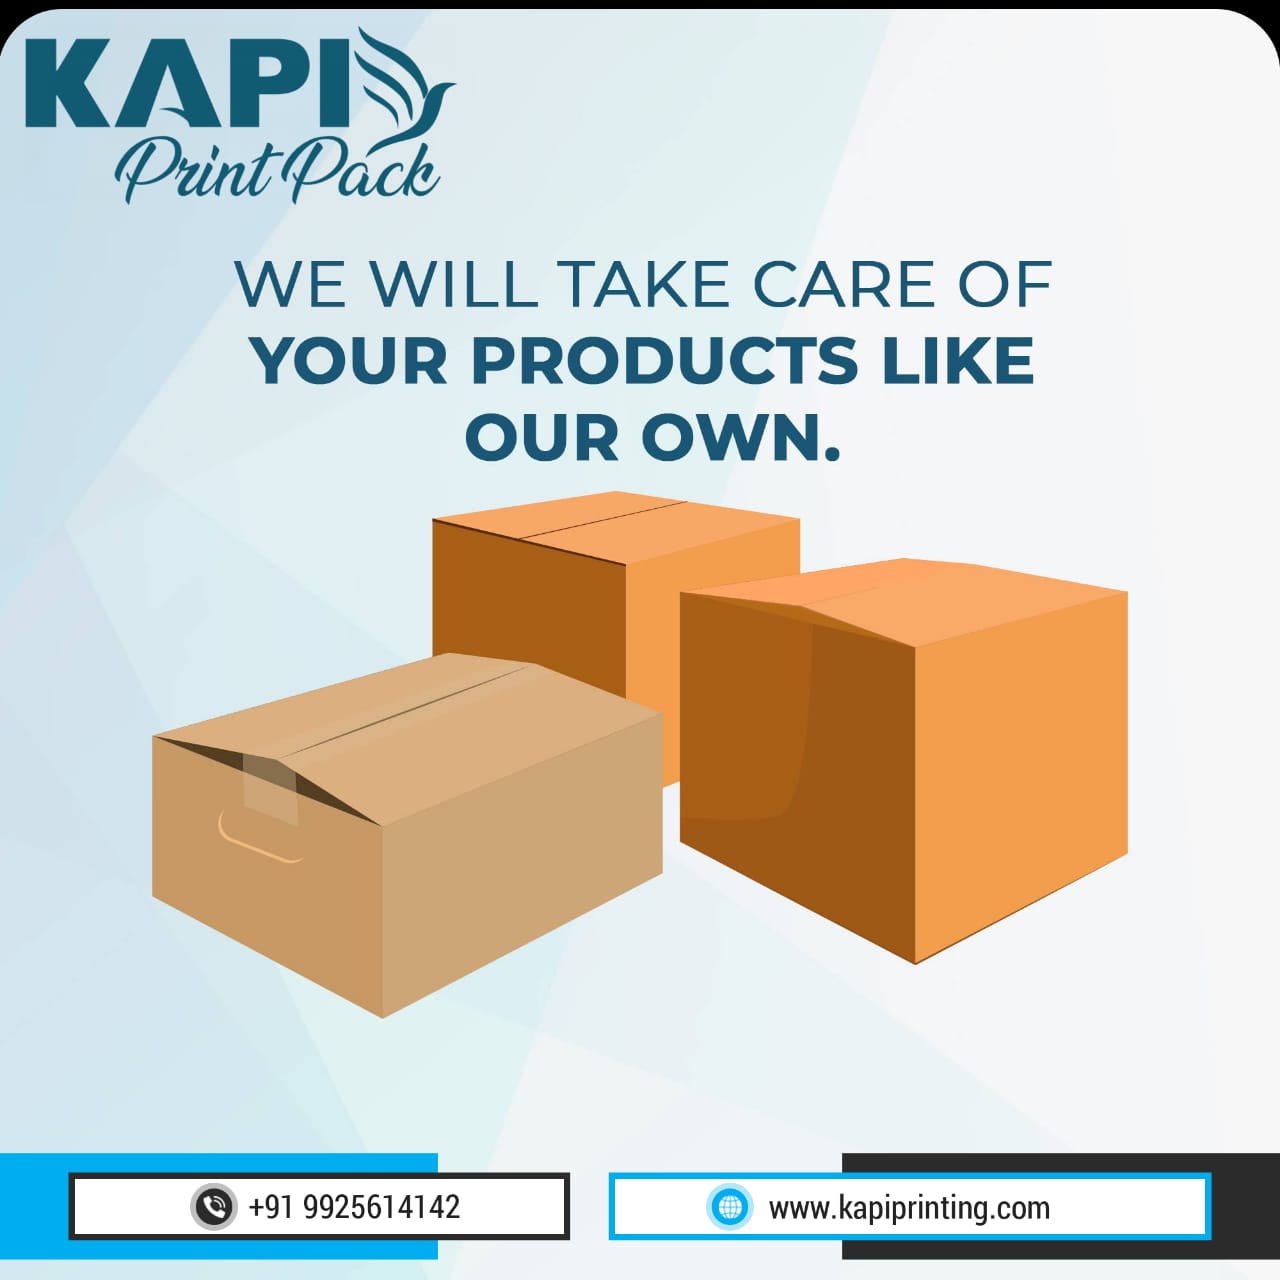 KAPI
Print Pack
WE WILL TAKE CARE OF
YOUR PRODUCTS LIKE
OUR OWN.
+91 9925614142
www.kapiprinting.com